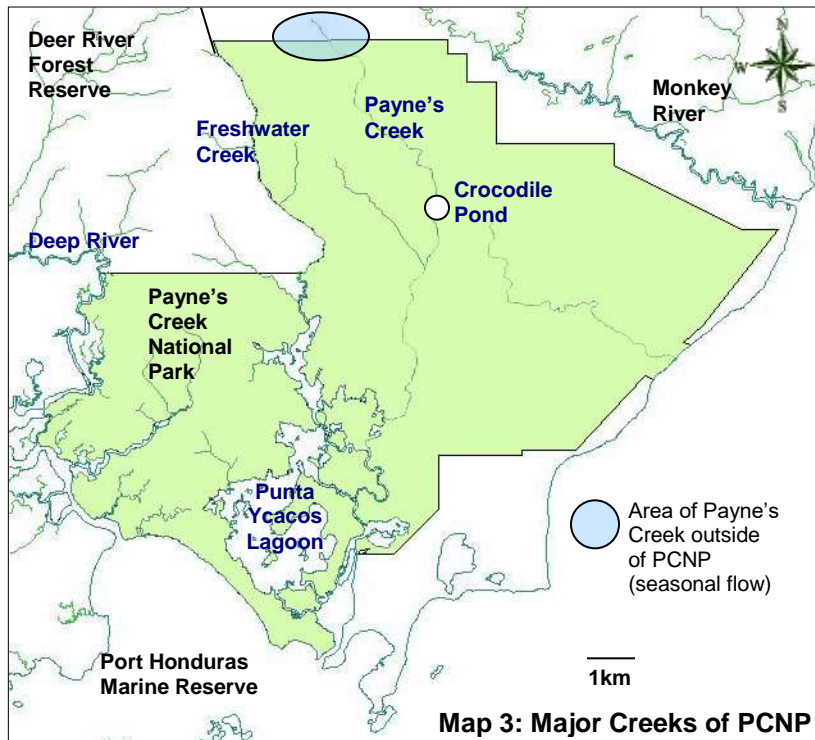 Deer River
Forest
Reserve
N
W
E
S
Monkey
River
Payne's
Creek
Freshwater
Creek
Crocodile
Pond
Deep River
Payne's
Creek
National
Park
Punta
Ycacos
Lagoon
Area of Payne's
Creek outside
of PCNP
(seasonal flow)
Port Honduras
Marine Reserve
1km
Map 3: Major Creeks of PCNP